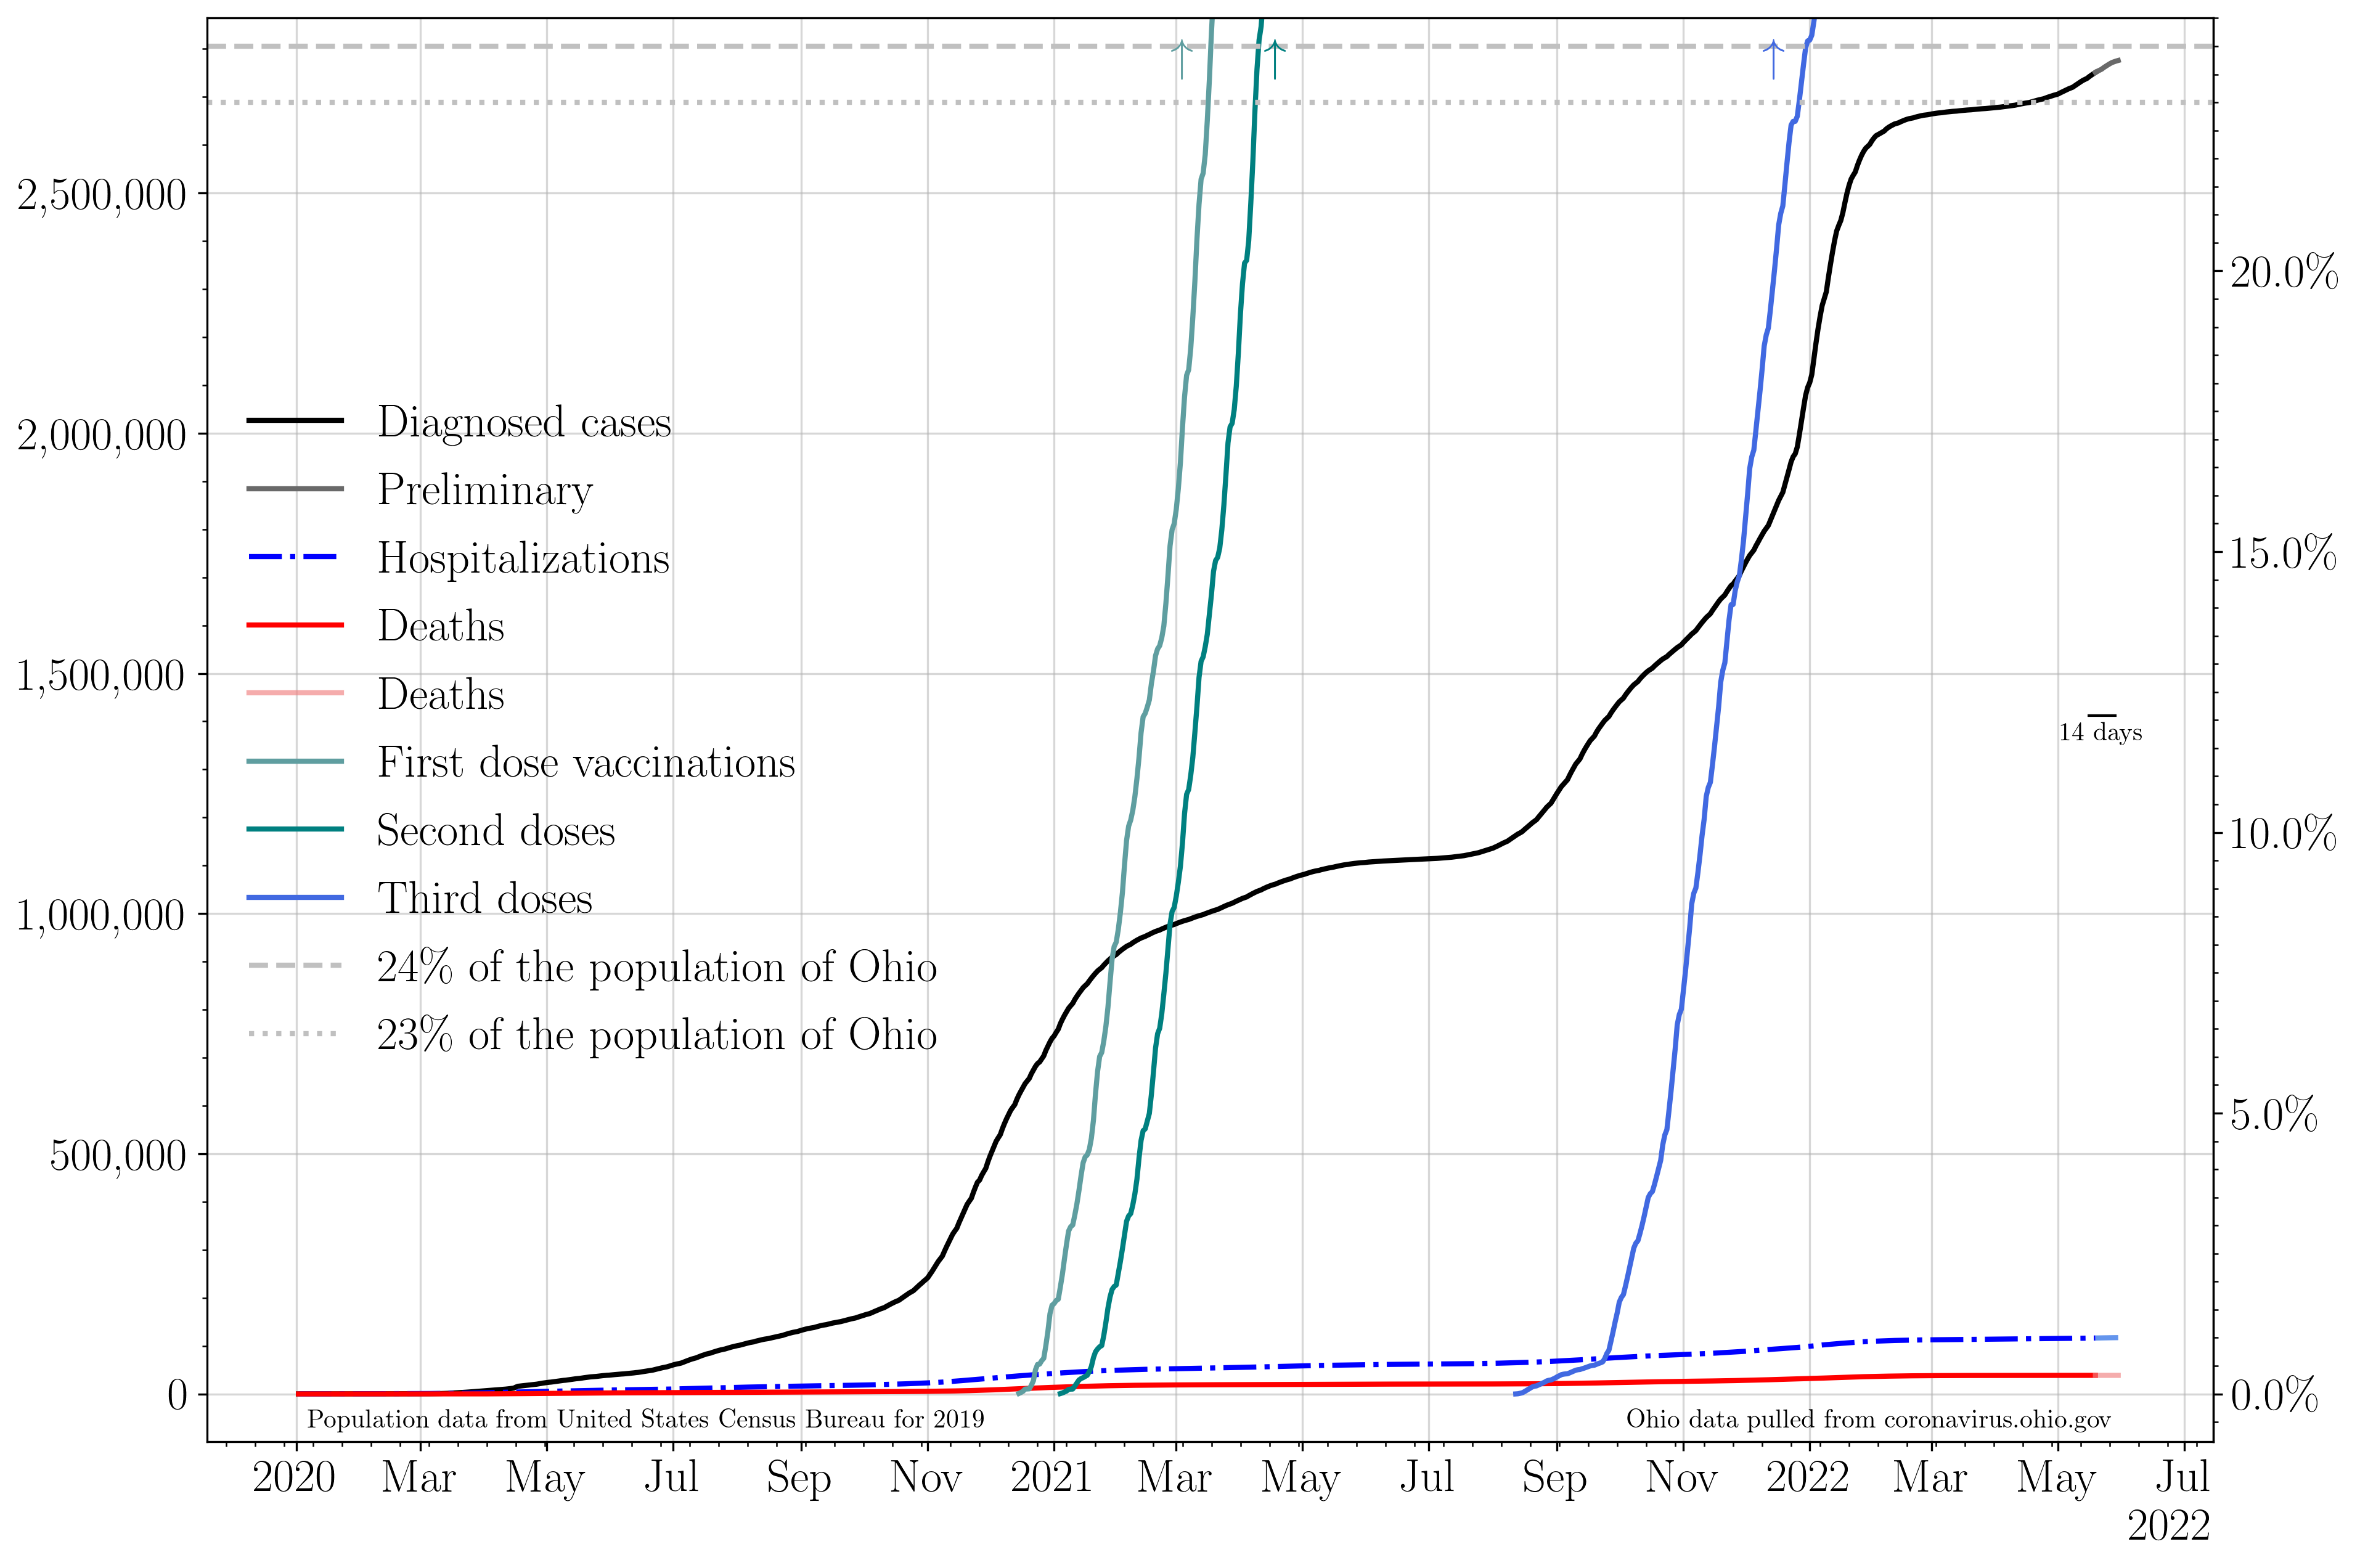 2,500,000
2,000,000
1,500,000
1,000,000
500,000
0
20.0%
15.0%
10.0%
5.0%
0.0%
Diagnosed cases
Preliminary
Hospitalizations
Deaths
Deaths
First dose vaccinations
Second doses
Third doses
24% of the population of Ohio
23% of the population of Ohio
14 days
Population data from United States Census Bureau for 2019
Ohio data pulled from coronavirus.ohio.gov
2020 Mar May Jul Sep Nov 2021 Mar May Jul Sep Nov 2022 Mar May Jul
2022